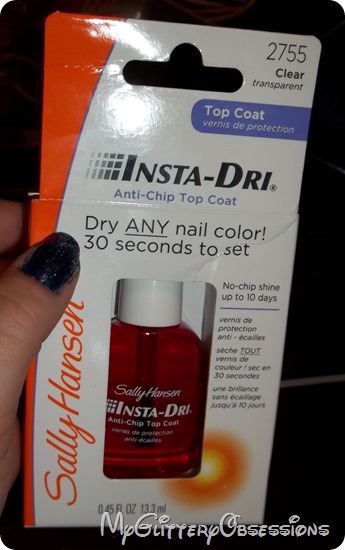 2755
Clear
transparent
Top Coat
vernis de protection
INSTA-DRI®
Anti-Chip Top Coat
Dry ANY nail color!
30 seconds to set
No-chip shine
up to 10 days
vernis de
protection
anti - écailles
sèche TOUT
vernis de
couleur ! sec en
30 secondes
une brillance
sans écaillage
jusqu'à 10 jours
Sally Hansen
Sally Hansen
INSTA-DRI®
Anti-Chip Top Coat
vernis de protection
anti-écailles
0.45 FL OZ 13.3 ml
MyGlitteryObsessions